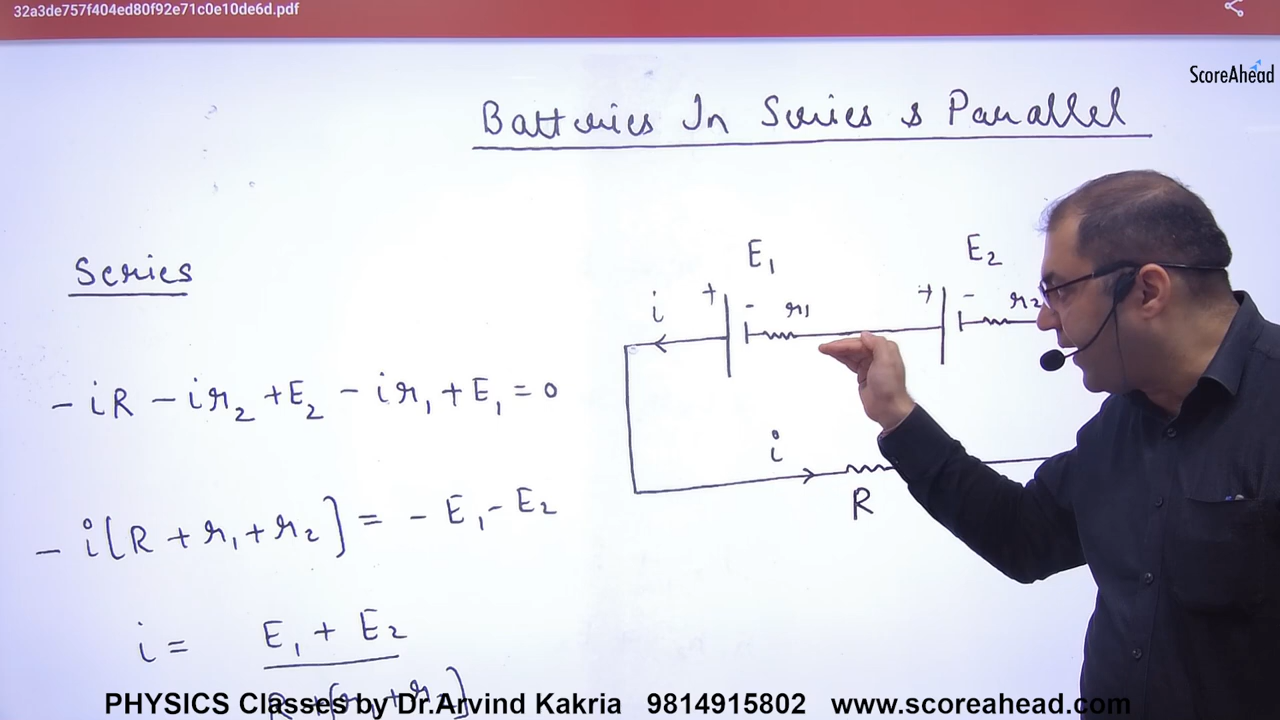 32a3de757f404ed80f92e71c0e10de6d.pdf
ScoreAhead
Batteries In Series & Parallel
Series
E₁
E₂
i
+
-
r₁
+
-
r₂
- iR - ir₂ + E₂ - ir₁ + E₁ = 0
i
R
- i[R + r₁ + r₂] = - E₁ - E₂
i = E₁ + E₂
PHYSICS Classes by Dr.Arvind Kakria 9814915802 www.scoreahead.com